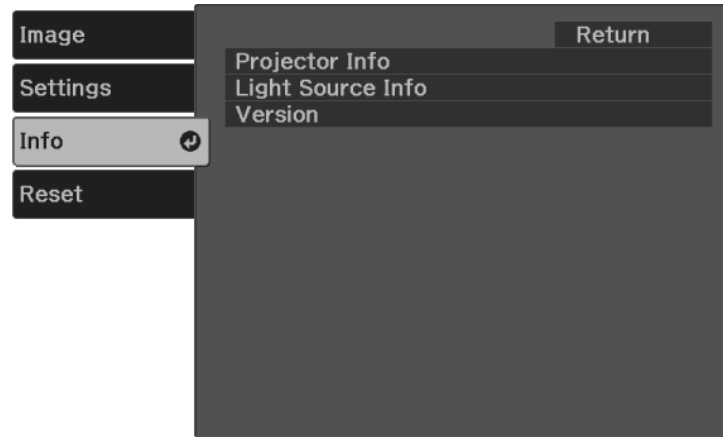 Image
Settings
Info
Reset
Return
Projector Info
Light Source Info
Version